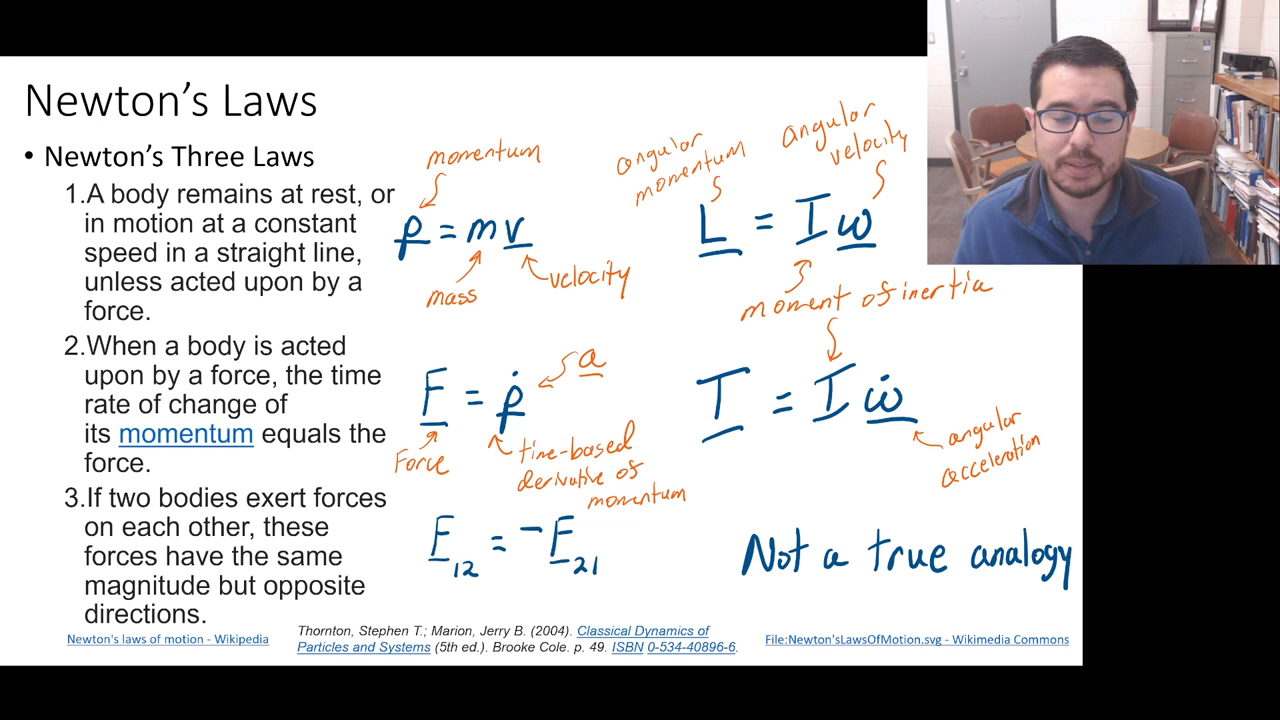 Newton's Laws
• Newton's Three Laws
1.A body remains at rest, or
in motion at a constant
speed in a straight line,
unless acted upon by a
force.
2.When a body is acted
upon by a force, the time
rate of change of
its momentum equals the
force.
3.If two bodies exert forces
on each other, these
forces have the same
magnitude but opposite
directions.
momentum
p = mv
mass
velocity
angular
momentum
angular
velocity
L = Iω
moment of inertia
F = ṗ
a
Force
time-based
derivative of
momentum
T = Iω̇
angular
acceleration
F12 = -F21
Not a true analogy
Newton's laws of motion - Wikipedia
Thornton, Stephen T.; Marion, Jerry B. (2004). Classical Dynamics of
Particles and Systems (5th ed.). Brooke Cole. p. 49. ISBN 0-534-40896-6.
File:Newton'sLawsOfMotion.svg - Wikimedia Commons